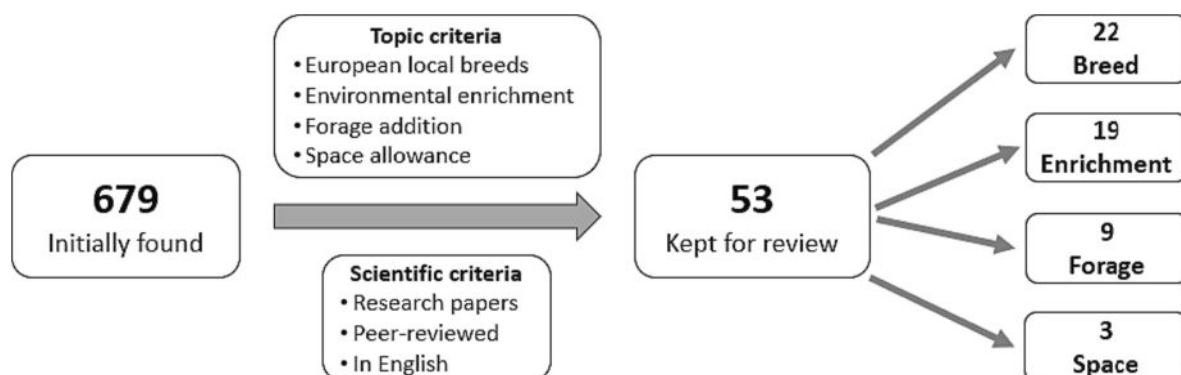 679
Initially found
Topic criteria
• European local breeds
• Environmental enrichment
• Forage addition
• Space allowance
Scientific criteria
• Research papers
• Peer-reviewed
• In English
53
Kept for review
22
Breed
19
Enrichment
9
Forage
3
Space